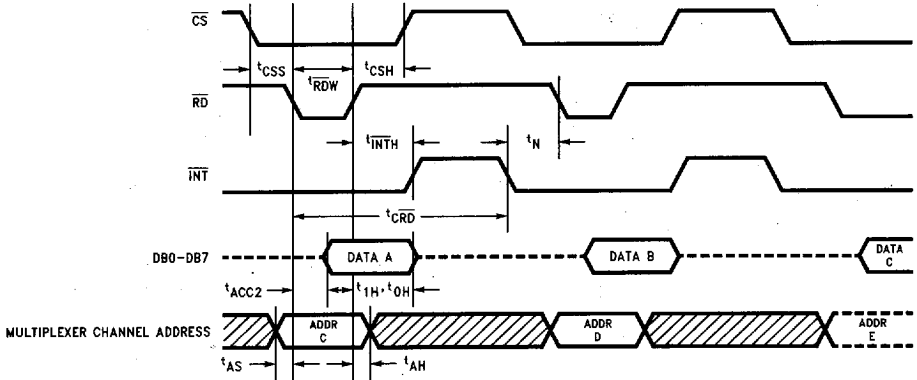 CS
tCSS
tRDW
tCSH
RD
tINTH
tN
INT
tCRD
DB0-DB7
DATA A
DATA B
DATA C
tACC2
t1H, t0H
MULTIPLEXER CHANNEL ADDRESS
ADDR C
ADDR D
ADDR E
tAS
tAH